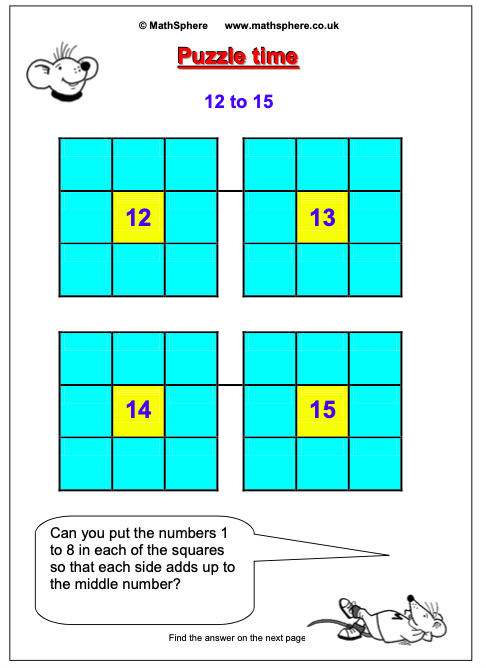 © MathSphere www.mathsphere.co.uk
Puzzle time
12 to 15
12 13
14 15
Can you put the numbers 1
to 8 in each of the squares
so that each side adds up to
the middle number?
Find the answer on the next page